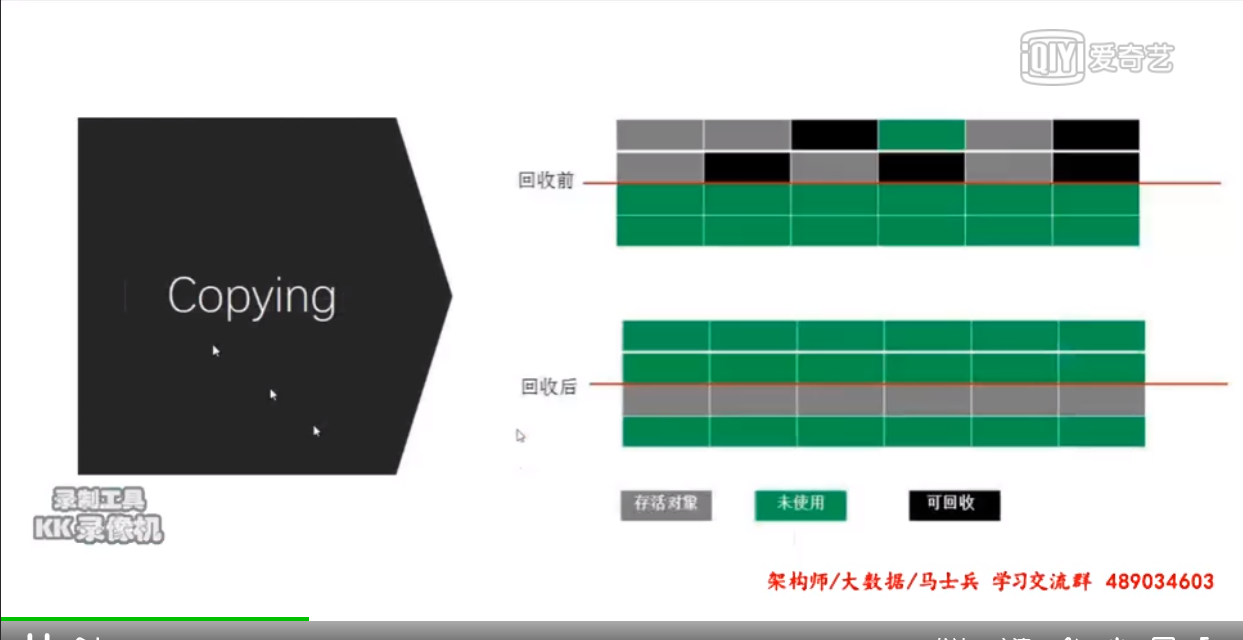 iQIYI 爱奇艺
回收前
Copying
回收后
录制工具
KK录像机
存活对象
未使用
可回收
架构师/大数据/马士兵 学习交流群 489034603